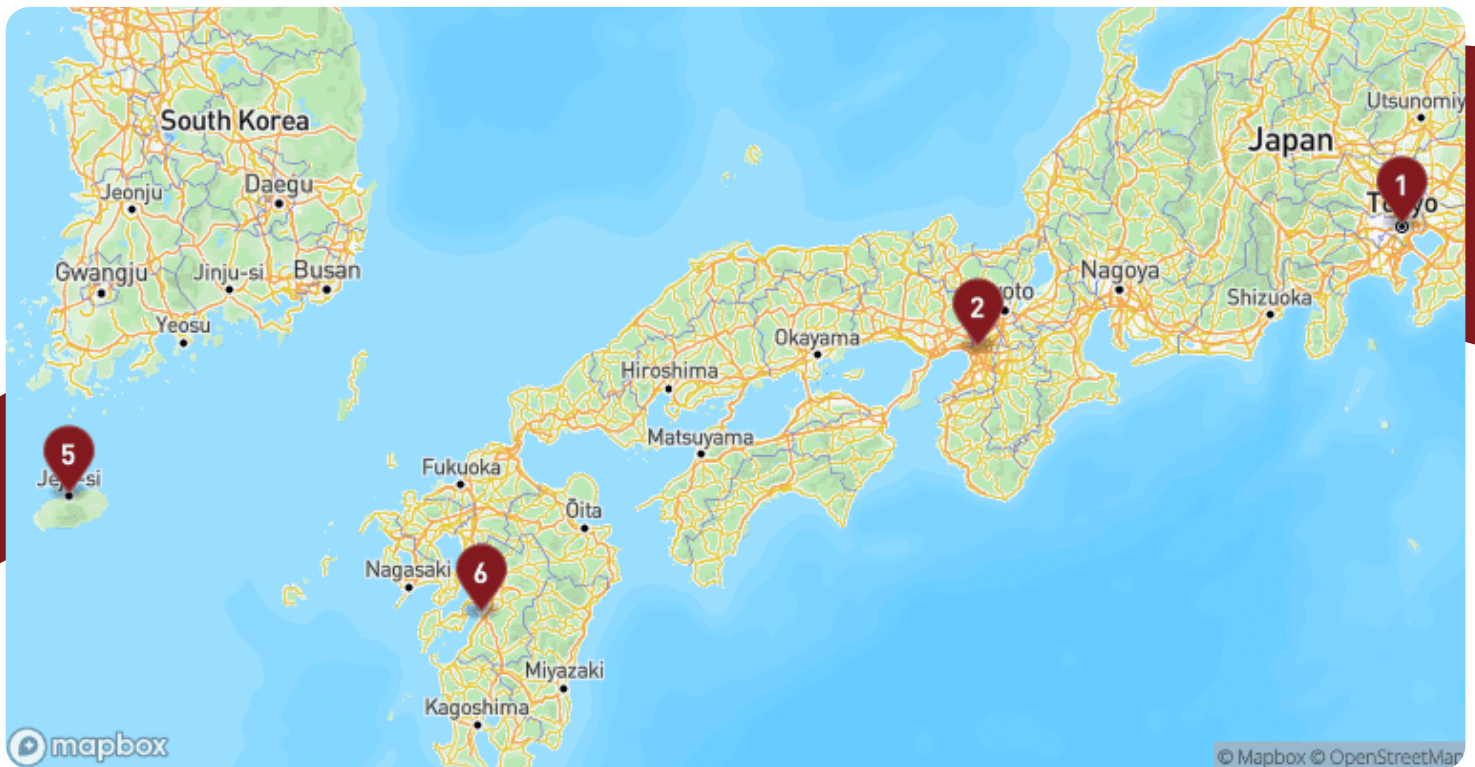 South Korea
Jeonju
Daegu
Gwangju
Jinju-si
Busan
Yeosu
5
Utsunomiy
Japan
1
Nagoya
Shizuoka
2
oto
Okayama
Hiroshima
Matsuyama
Fukuoka
Ōita
Nagasaki
6
Miyazaki
Kagoshima
mapbox
© Mapbox © OpenStreetMap